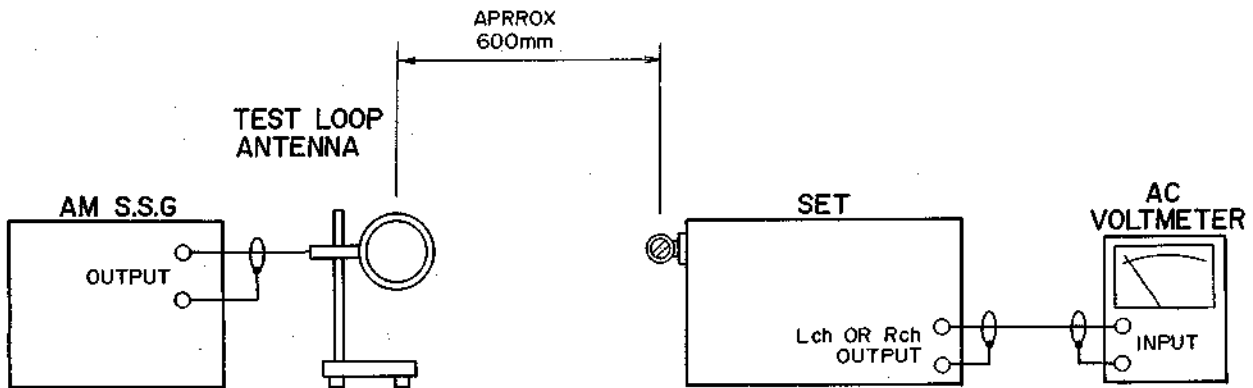 APRROX
600mm
TEST LOOP
ANTENNA
AM S.S.G
OUTPUT
SET
Lch OR Rch
OUTPUT
AC
VOLTMETER
INPUT